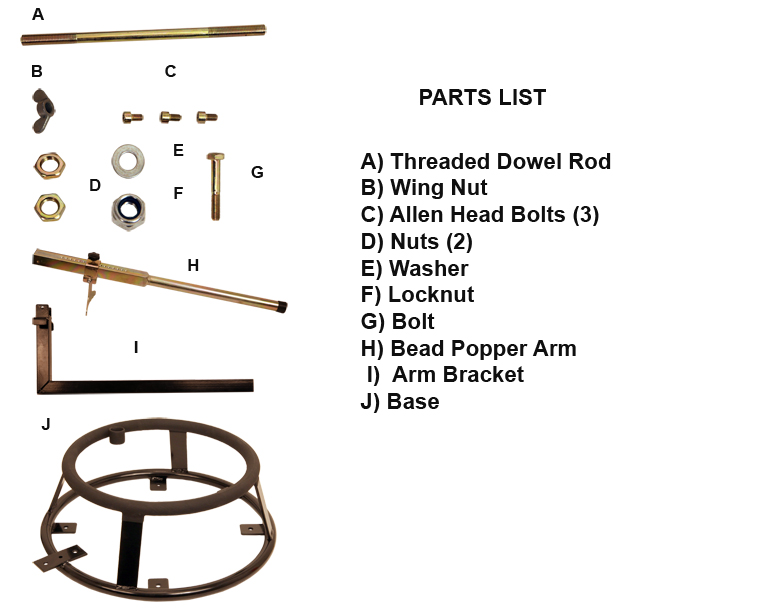 A
B
C
E
D
F
G
H
I
J
PARTS LIST
A) Threaded Dowel Rod
B) Wing Nut
C) Allen Head Bolts (3)
D) Nuts (2)
E) Washer
F) Locknut
G) Bolt
H) Bead Popper Arm
I) Arm Bracket
J) Base